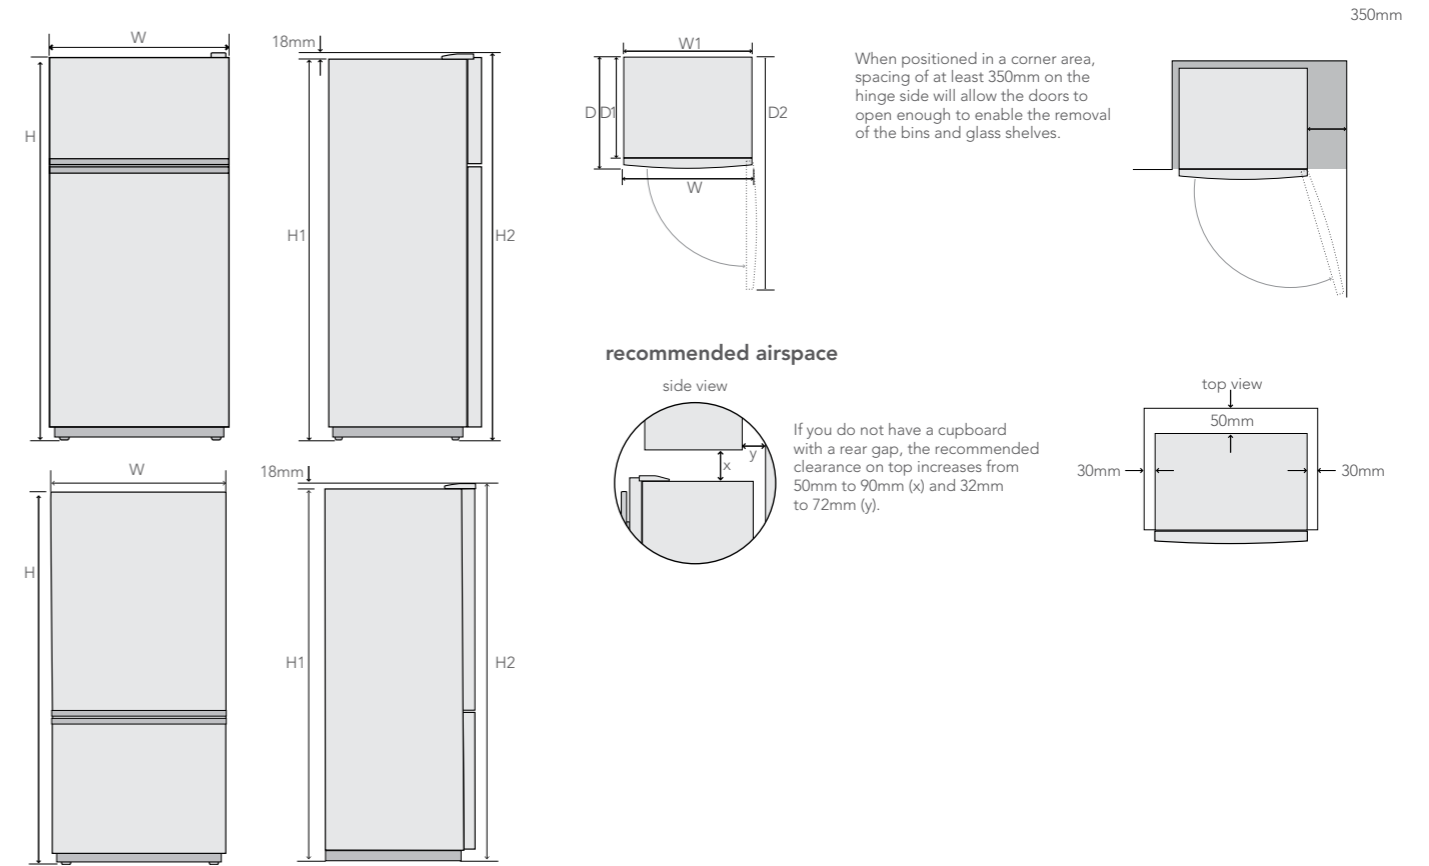 350mm
W
18mm
H
H1
H2
W1
D
D1
D2
W
When positioned in a corner area,
spacing of at least 350mm on the
hinge side will allow the doors to
open enough to enable the removal
of the bins and glass shelves.
recommended airspace
side view
x
y
If you do not have a cupboard
with a rear gap, the recommended
clearance on top increases from
50mm to 90mm (x) and 32mm
to 72mm (y).
top view
50mm
30mm
30mm
W
18mm
H
H1
H2